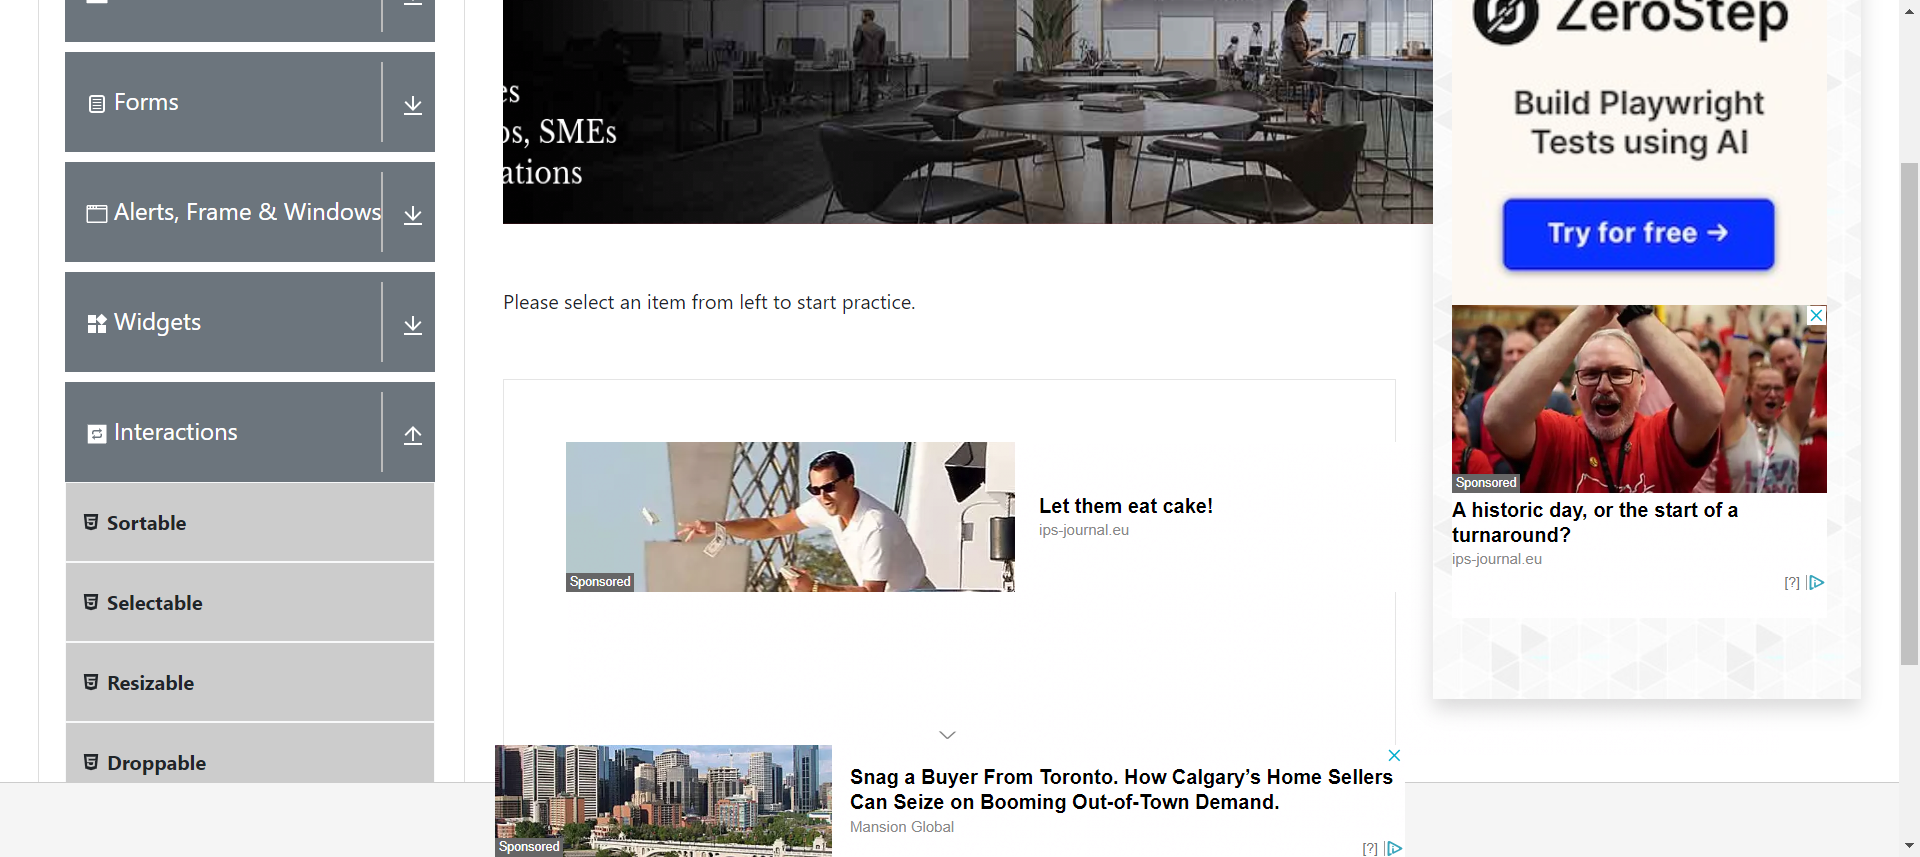 Forms
Alerts, Frame & Windows
Widgets
Interactions
Sortable
Selectable
Resizable
Droppable
SMEs
Please select an item from left to start practice.
Sponsored
Let them eat cake!
ips-journal.eu
Sponsored
Snag a Buyer From Toronto. How Calgary’s Home Sellers
Can Seize on Booming Out-of-Town Demand.
Mansion Global
[?]
ZeroStep
Build Playwright
Tests using AI
Try for free →
Sponsored
A historic day, or the start of a
turnaround?
ips-journal.eu
[?]